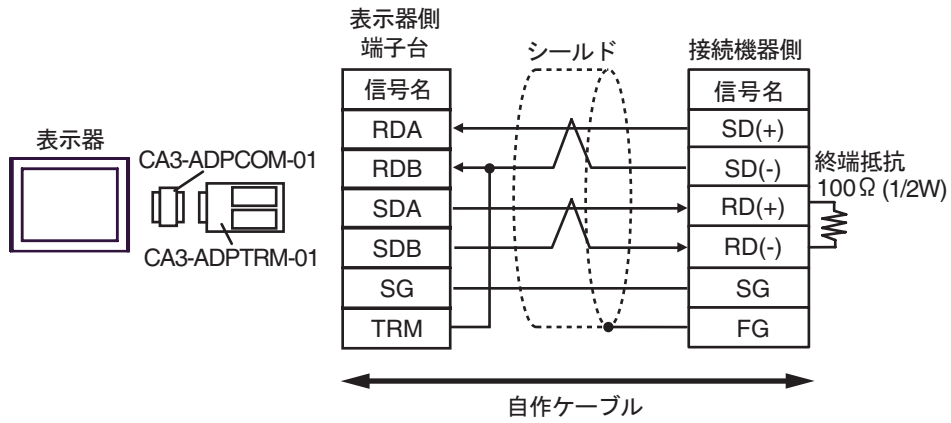 表示器側
端子台
シールド
接続機器側
信号名
信号名
RDA
SD(+)
表示器
CA3-ADPCOM-01
RDB
SD(-)
終端抵抗
100Ω (1/2W)
SDA
RD(+)
CA3-ADPTRM-01
SDB
RD(-)
SG
SG
TRM
FG
自作ケーブル